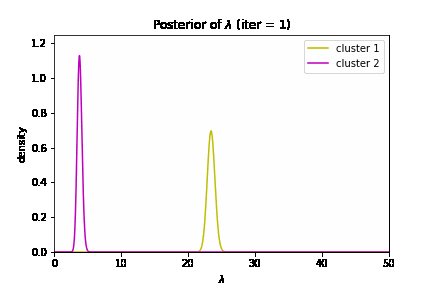 Posterior of λ (iter = 1)
cluster 1
cluster 2
density
1.2
1.0
0.8
0.6
0.4
0.2
0.0
0 10 20 30 40 50
λ